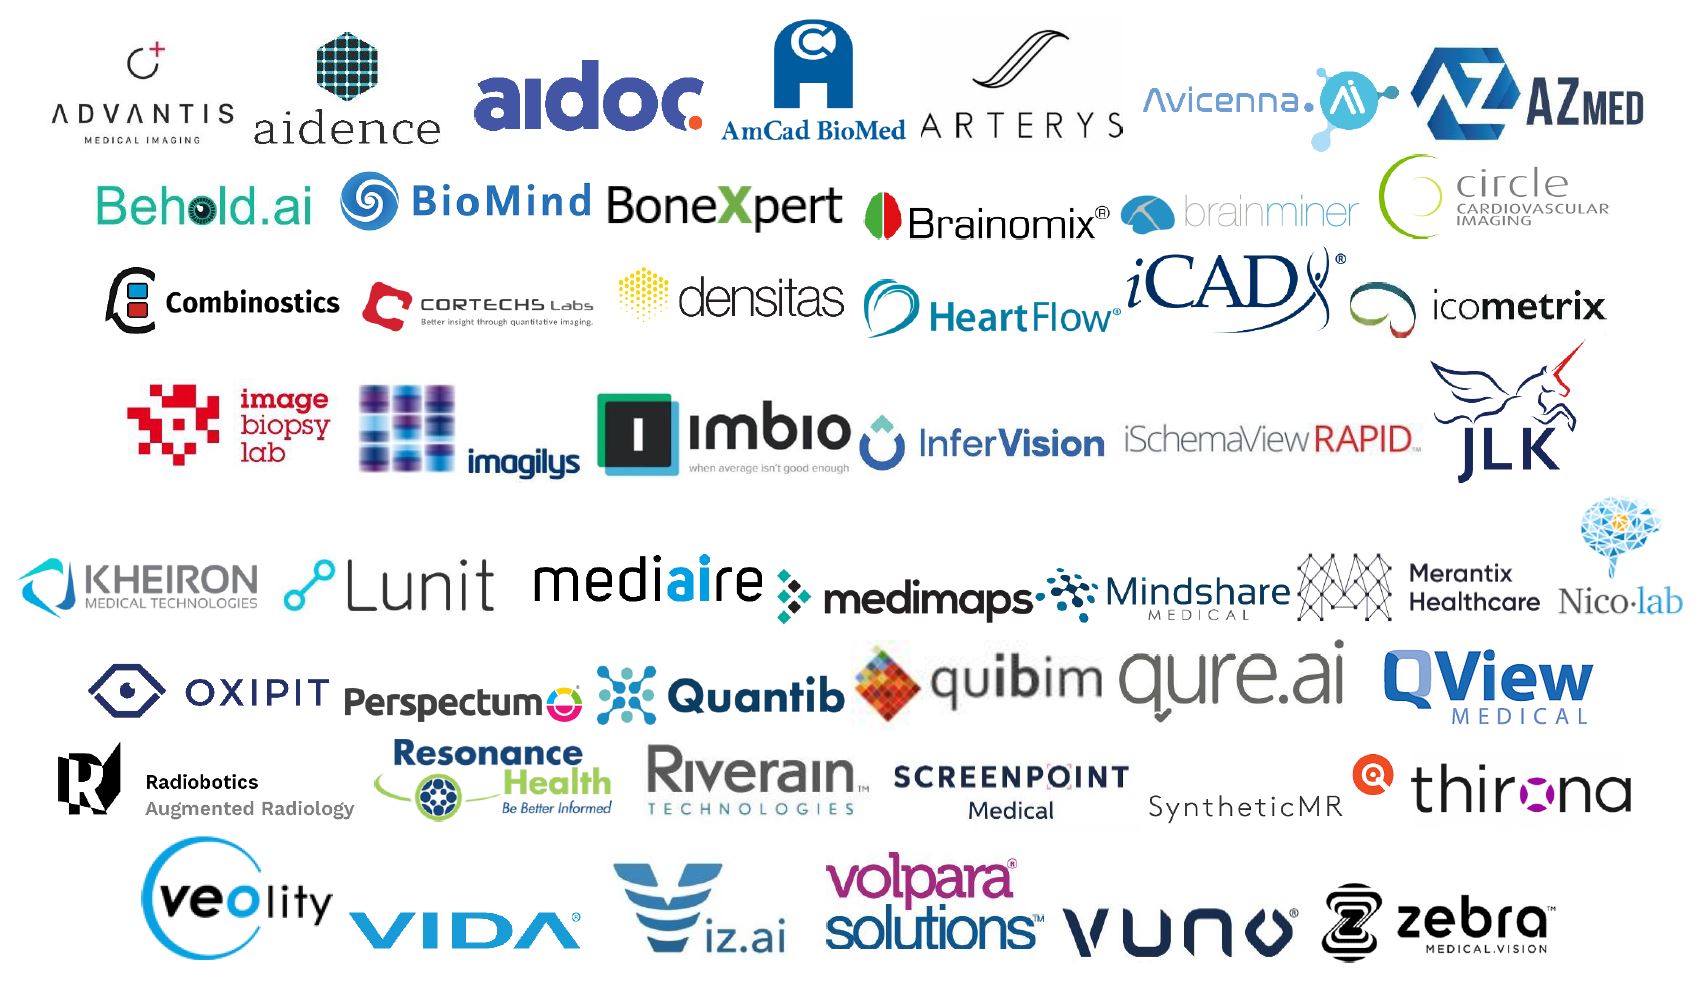 ADVANTIS
MEDICAL IMAGING
aidence
aidoc
AmCad BioMed
ARTERYS
Avicenna.Ai
AZMED
Behold.ai
BioMind
BoneXpert
Brainomix®
brainminer
circle
CARDIOVASCULAR
IMAGING
Combinostics
CORTECHS Labs
Better insight through quantitative imaging.
densitas
HeartFlow®
iCAD®
icometrix
image
biopsy
lab
imagilys
I imbio
when average isn't good enough
InferVision
iSchemaView RAPID™
JLK
KHEIRON
MEDICAL TECHNOLOGIES
Lunit
mediaire
medimaps
Mindshare
MEDICAL
Merantix
Healthcare
Nico·lab
OXIPIT
Perspectum
Quantib
quibim
qure.ai
QView
MEDICAL
R
Radiobotics
Augmented Radiology
Resonance
Health
Be Better Informed
Riverain™
TECHNOLOGIES
SCREENPOINT
Medical
SyntheticMR
thirona
veolity
VIDA®
viz.ai
volpara®
solutions™
VUNO®
zebra™
MEDICAL.VISION